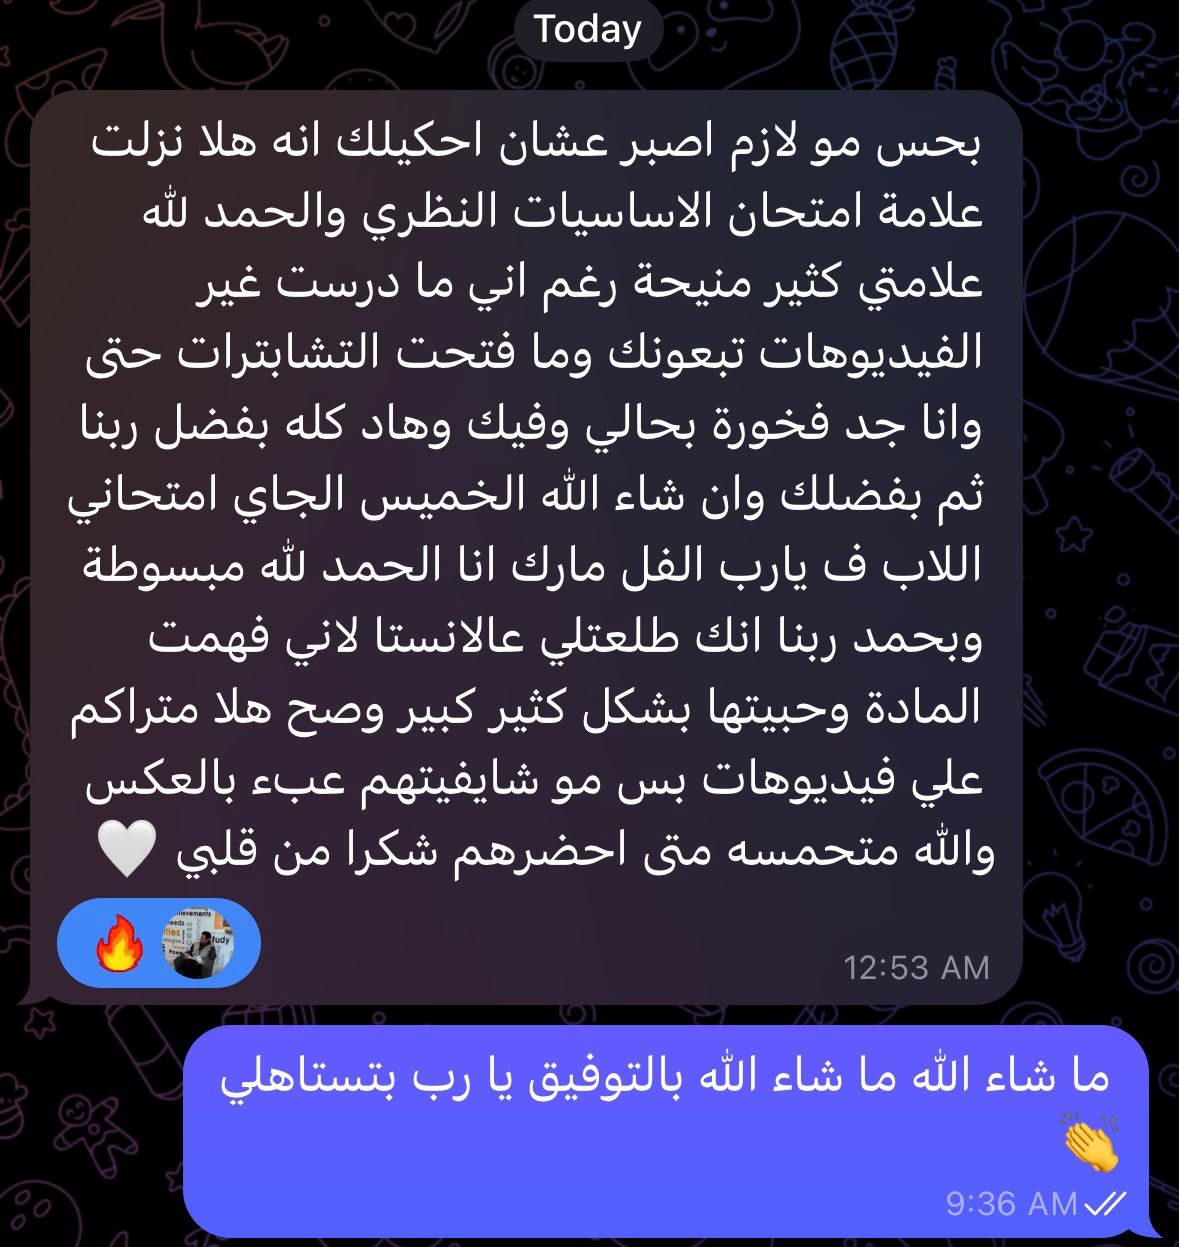 Today
بحس مو لازم اصبر عشان احكيلك انه هلا نزلت
علامة امتحان الاساسيات النظري والحمد لله
علامتي كثير منيحة رغم اني ما درست غير
الفيديوهات تبعونك وما فتحت التشابترات حتى
وانا جد فخورة بحالي وفيك وهاد كله بفضل ربنا
ثم بفضلك وان شاء الله الخميس الجاي امتحاني
اللاب ف يارب الفل مارك انا الحمد لله مبسوطة
وبحمد ربنا انك طلعتلي عالانستا لاني فهمت
المادة وحبيتها بشكل كثير كبير وصح هلا متراكم
علي فيديوهات بس مو شايفيتهم عبء بالعكس
والله متحمسه متى احضرهم شكرا من قلبي 🤍
🔥
12:53 AM
ما شاء الله ما شاء الله بالتوفيق يا رب بتستاهلي
👏
9:36 AM